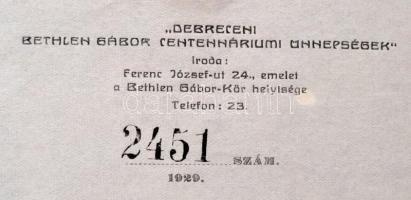 „DEBRECENI
BETHLEN GÁBOR CENTENNÁRIUMI ÜNNEPSÉGEK“
Iroda:
Ferenc József-ut 24., emelet
a Bethlen Gábor-Kör helyisége
Telefon: 23.
2451 SZÁM.
1929.